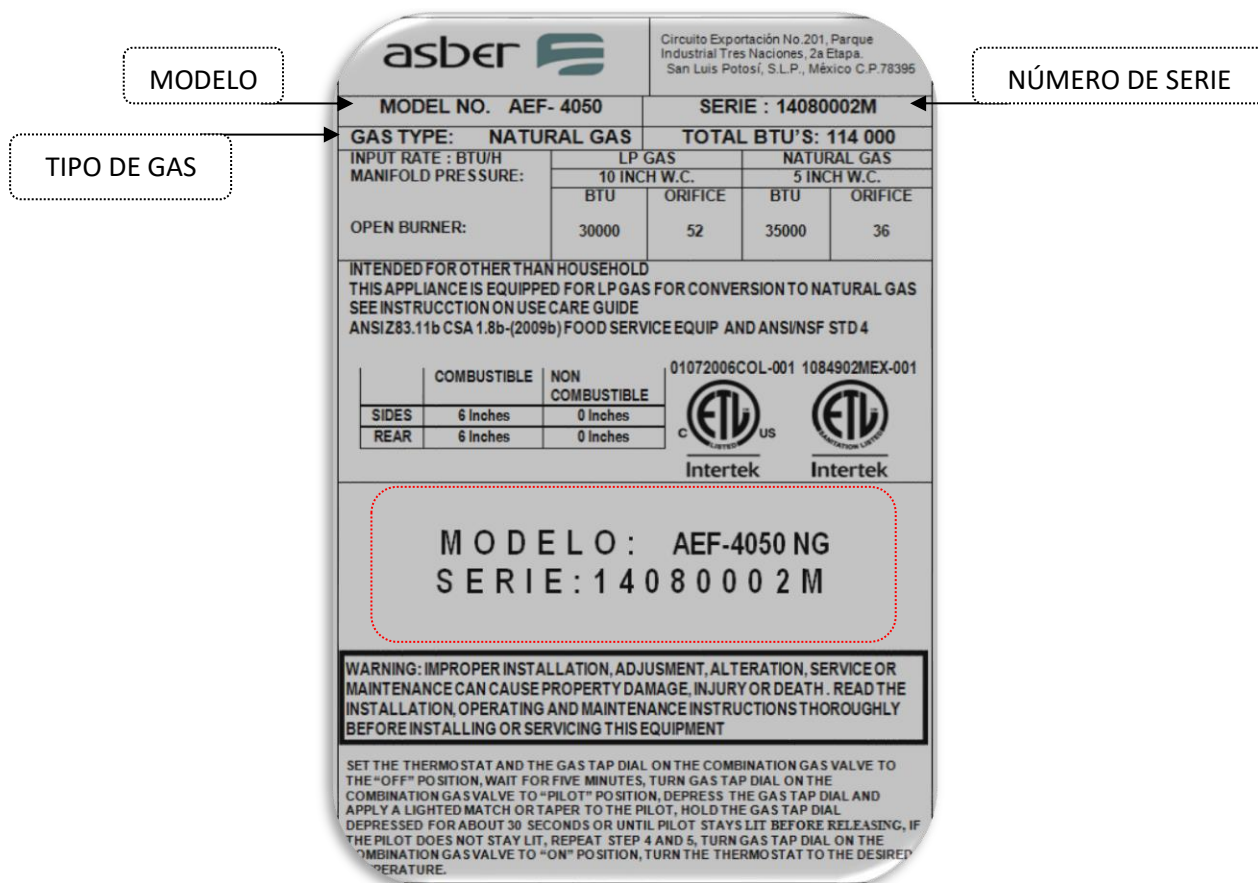 asber
Circuito Exportación No.201, Parque
Industrial Tres Naciones, 2a Etapa.
San Luis Potosí, S.L.P., México C.P.78395
MODELO
NÚMERO DE SERIE
MODEL NO. AEF- 4050 SERIE : 14080002M
TIPO DE GAS
GAS TYPE: NATURAL GAS TOTAL BTU'S: 114 000
INPUT RATE : BTU/H LP GAS NATURAL GAS
MANIFOLD PRESSURE: 10 INCH W.C. 5 INCH W.C.
BTU ORIFICE BTU ORIFICE
OPEN BURNER: 30000 52 35000 36
INTENDED FOR OTHER THAN HOUSEHOLD
THIS APPLIANCE IS EQUIPPED FOR LP GAS FOR CONVERSION TO NATURAL GAS
SEE INSTRUCCTION ON USE CARE GUIDE
ANSI Z83.11b CSA 1.8b-(2009b) FOOD SERVICE EQUIP AND ANSI/NSF STD 4
01072006COL-001 1084902MEX-001
COMBUSTIBLE NON COMBUSTIBLE
SIDES 6 Inches 0 Inches
REAR 6 Inches 0 Inches
ETL LISTED C US
ETL SANITATION LISTED
Intertek Intertek
MODELO: AEF-4050 NG
SERIE:14080002M
WARNING: IMPROPER INSTALLATION, ADJUSMENT, ALTERATION, SERVICE OR
MAINTENANCE CAN CAUSE PROPERTY DAMAGE, INJURY OR DEATH . READ THE
INSTALLATION, OPERATING AND MAINTENANCE INSTRUCTIONS THOROUGHLY
BEFORE INSTALLING OR SERVICING THIS EQUIPMENT
SET THE THERMOSTAT AND THE GAS TAP DIAL ON THE COMBINATION GAS VALVE TO
THE "OFF" POSITION, WAIT FOR FIVE MINUTES, TURN GAS TAP DIAL ON THE
COMBINATION GAS VALVE TO "PILOT" POSITION, DEPRESS THE GAS TAP DIAL AND
APPLY A LIGHTED MATCH OR TAPER TO THE PILOT, HOLD THE GAS TAP DIAL
DEPRESSED FOR ABOUT 30 SECONDS OR UNTIL PILOT STAYS LIT BEFORE RELEASING, IF
THE PILOT DOES NOT STAY LIT, REPEAT STEP 4 AND 5, TURN GAS TAP DIAL ON THE
OMBINATION GAS VALVE TO "ON" POSITION, TURN THE THERMOSTAT TO THE DESIRED
PERATURE.